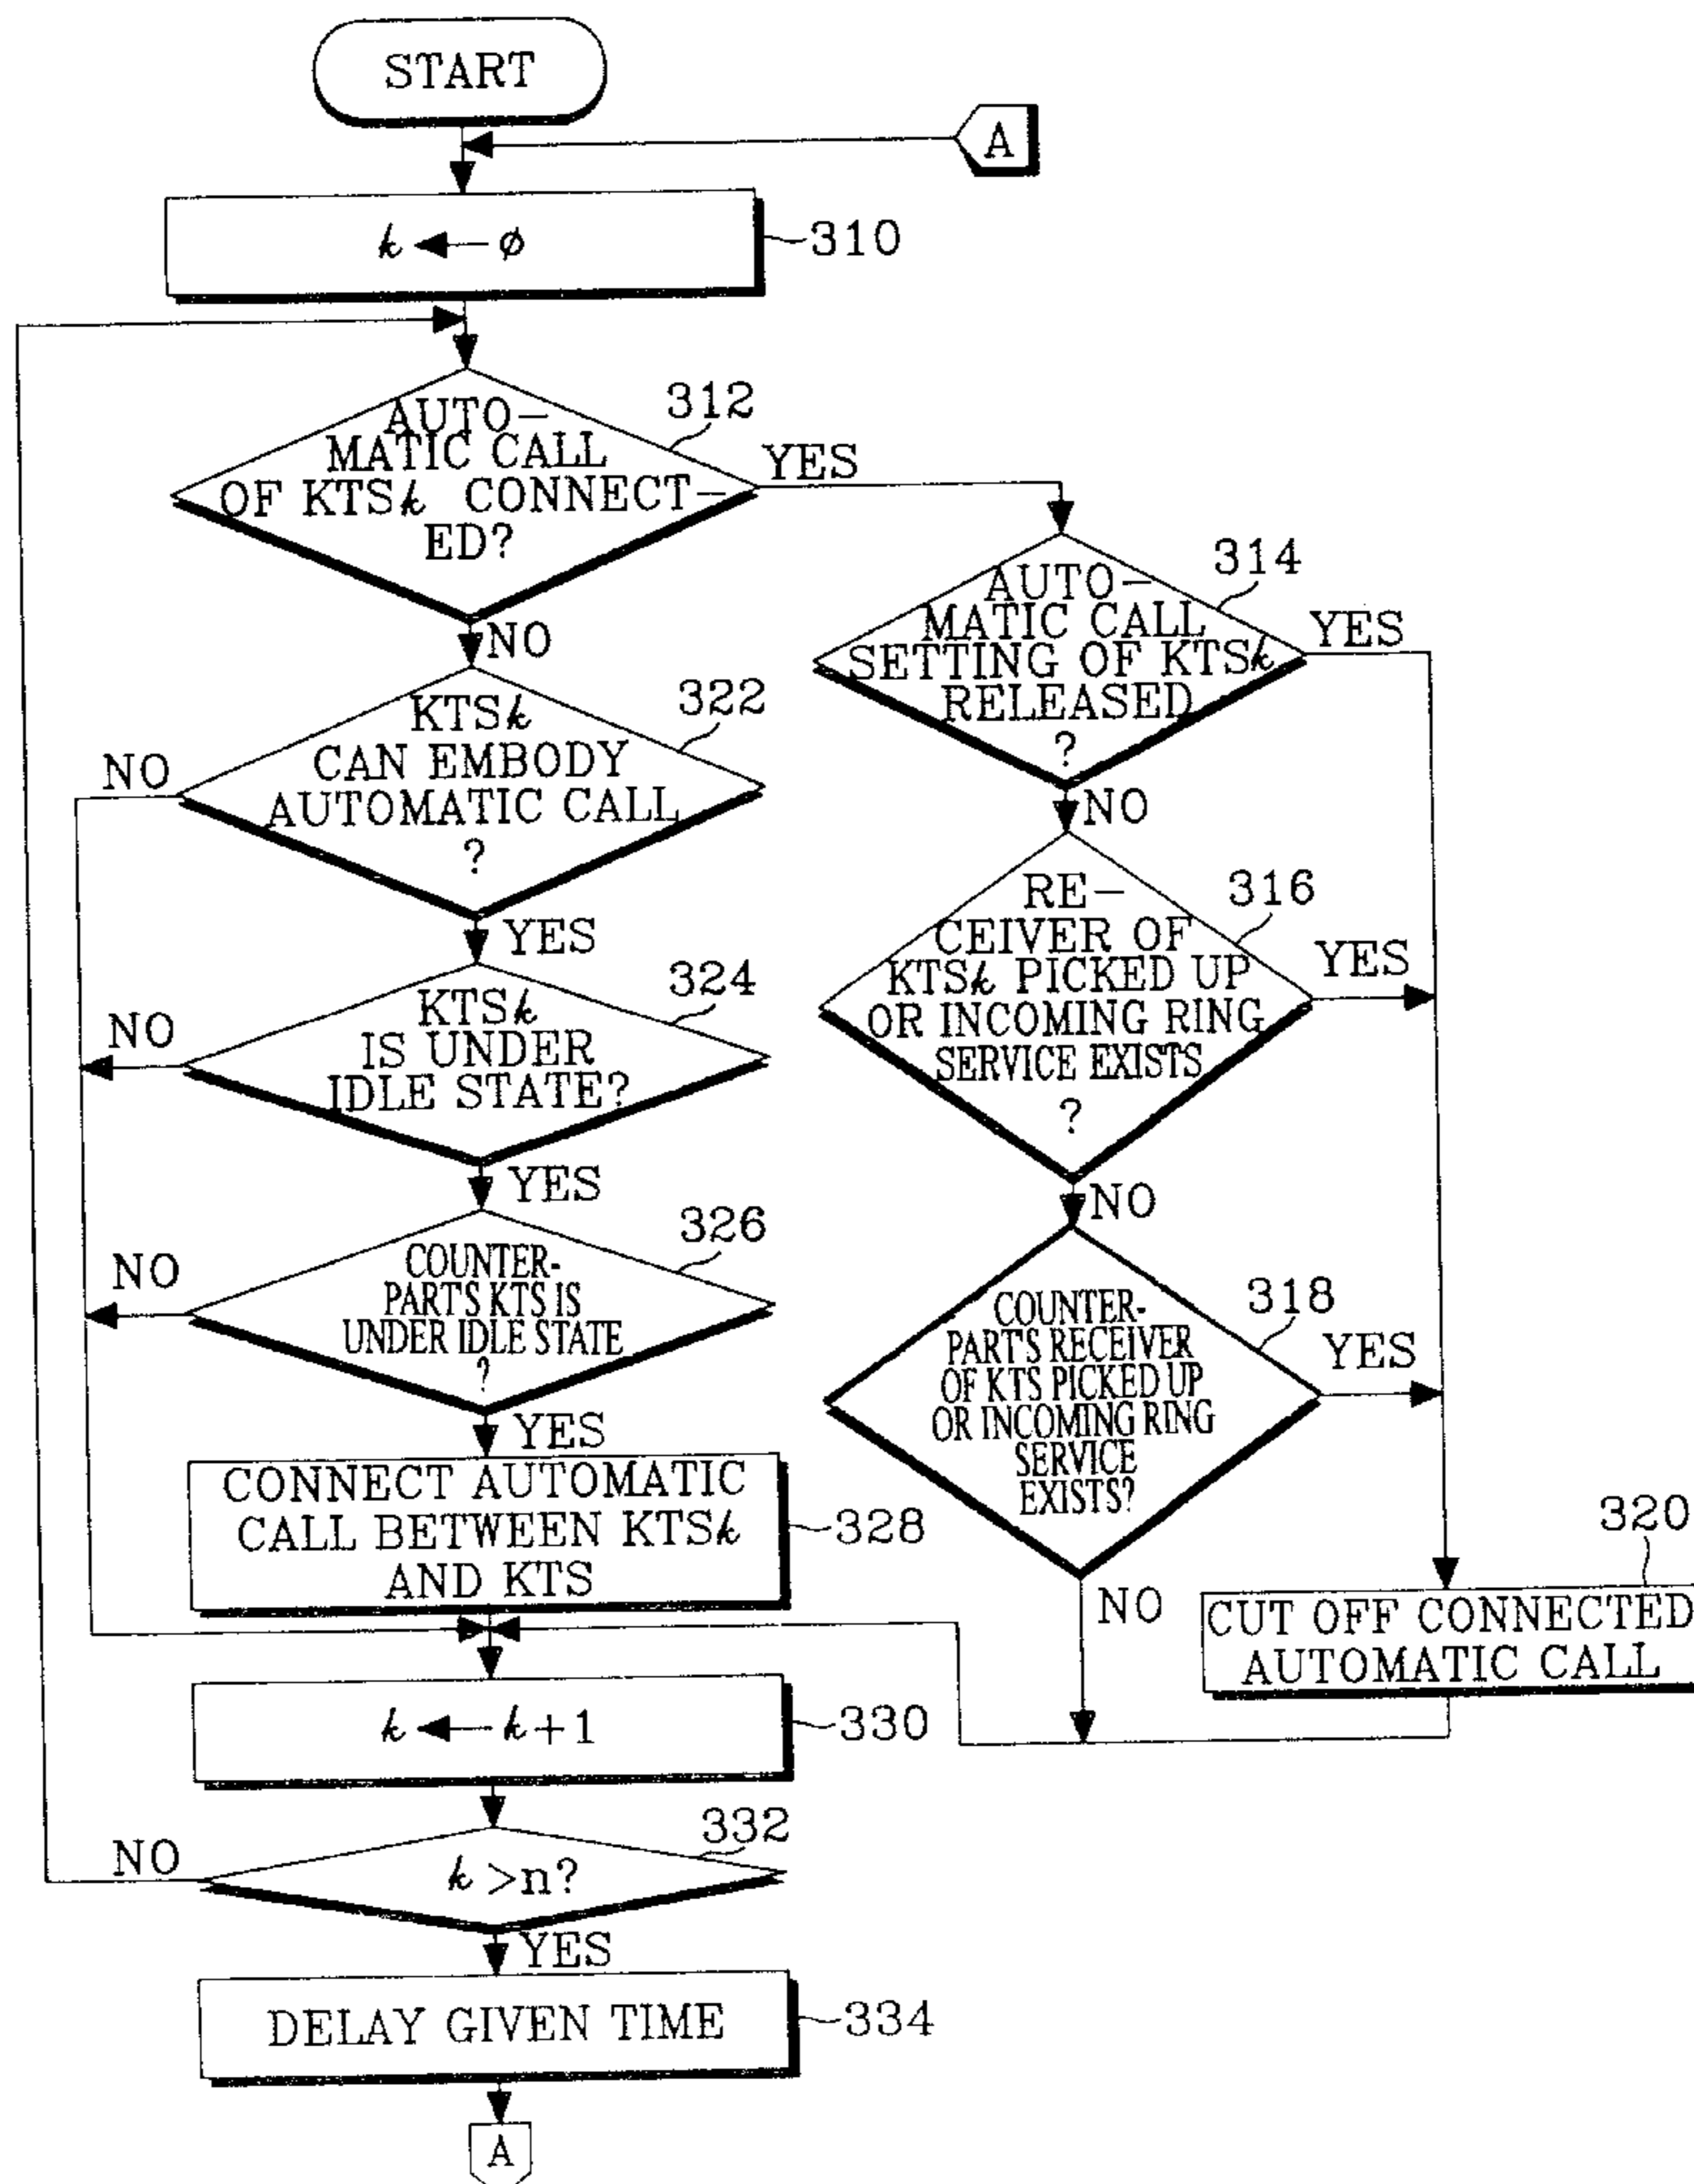 START
A
k ← φ
310
AUTO-
MATIC CALL
OF KTSk CONNECT-
ED?
312
YES
NO
AUTO-
MATIC CALL
SETTING OF KTSk
RELEASED
?
314
YES
NO
KTSk
CAN EMBODY
AUTOMATIC CALL
?
322
NO
YES
RE-
CEIVER OF
KTSk PICKED UP
OR INCOMING RING
SERVICE EXISTS
?
316
YES
NO
KTSk
IS UNDER
IDLE STATE?
324
NO
YES
COUNTER-
PART'S KTS IS
UNDER IDLE STATE
?
326
NO
YES
COUNTER-
PART'S RECEIVER
OF KTS PICKED UP
OR INCOMING RING
SERVICE
EXISTS?
318
YES
NO
CONNECT AUTOMATIC
CALL BETWEEN KTSk
AND KTS
328
320
CUT OFF CONNECTED
AUTOMATIC CALL
k ← k+1
330
k >n?
332
NO
YES
DELAY GIVEN TIME
334
A